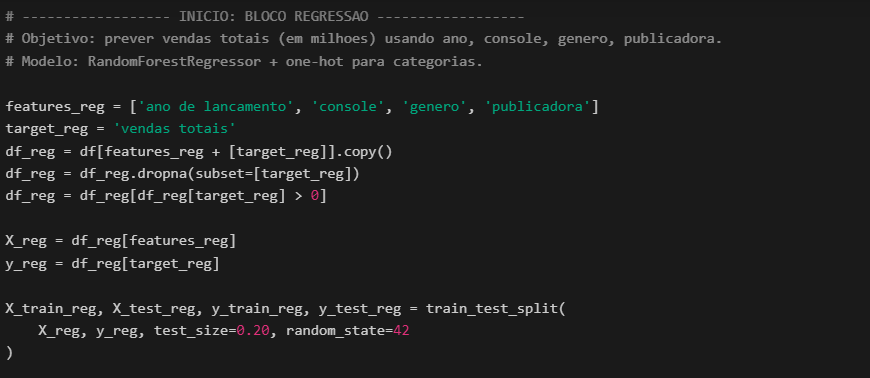 # ------------------ INICIO: BLOCO REGRESSAO ------------------
# Objetivo: prever vendas totais (em milhoes) usando ano, console, genero, publicadora.
# Modelo: RandomForestRegressor + one-hot para categorias.
features_reg = ['ano de lancamento', 'console', 'genero', 'publicadora']
target_reg = 'vendas totais'
df_reg = df[features_reg + [target_reg]].copy()
df_reg = df_reg.dropna(subset=[target_reg])
df_reg = df_reg[df_reg[target_reg] > 0]
X_reg = df_reg[features_reg]
y_reg = df_reg[target_reg]
X_train_reg, X_test_reg, y_train_reg, y_test_reg = train_test_split(
    X_reg, y_reg, test_size=0.20, random_state=42
)